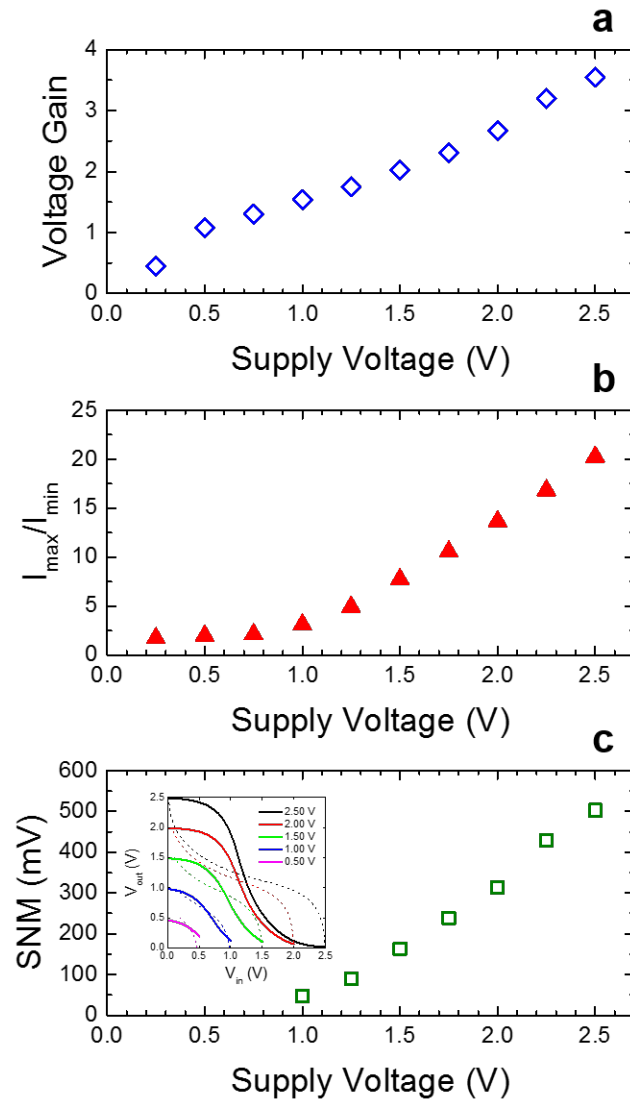 a
4
3
2
1
0
Voltage Gain
0.0 0.5 1.0 1.5 2.0 2.5
Supply Voltage (V)
b
25
20
15
10
5
0
I_max/I_min
0.0 0.5 1.0 1.5 2.0 2.5
Supply Voltage (V)
c
600
500
400
300
200
100
0
SNM (mV)
2.5
2.0
1.5
1.0
0.5
0.0
V_out (V)
2.50 V
2.00 V
1.50 V
1.00 V
0.50 V
0.0 0.5 1.0 1.5 2.0 2.5
V_in (V)
0.0 0.5 1.0 1.5 2.0 2.5
Supply Voltage (V)